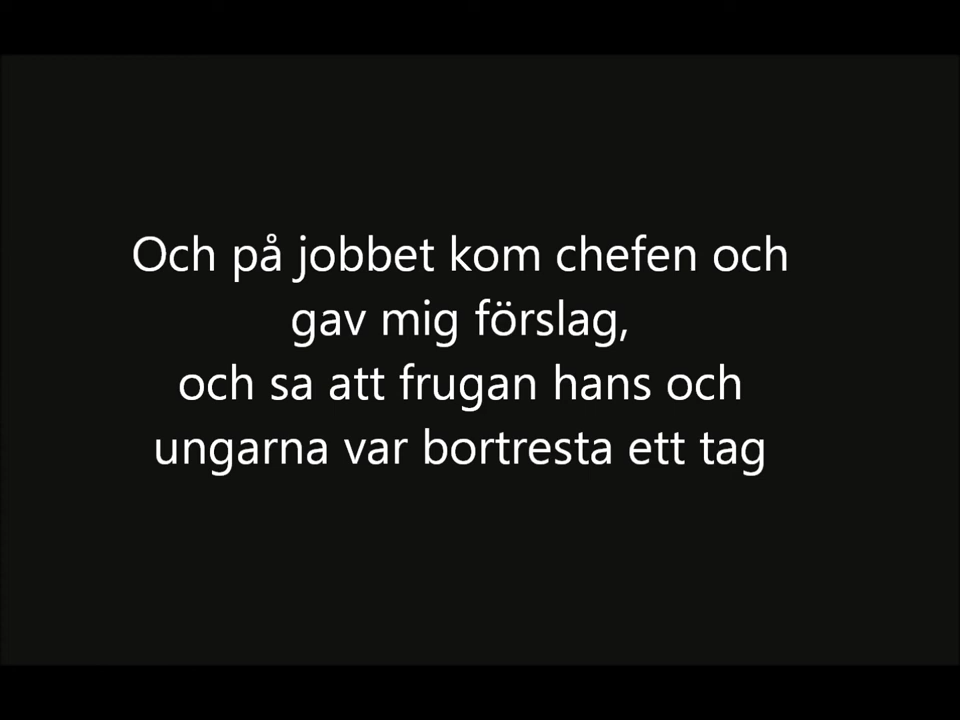 Och på jobbet kom chefen och
gav mig förslag,
och sa att frugan hans och
ungarna var bortresta ett tag